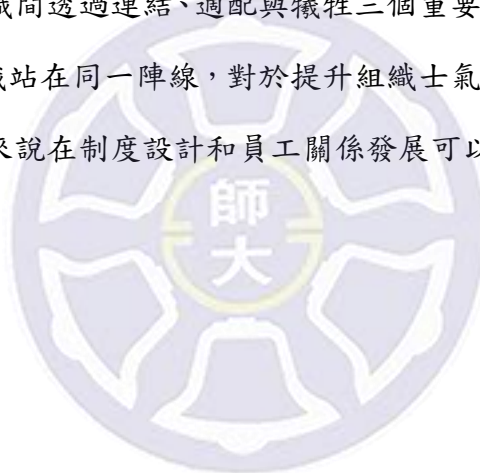 織間透過連結、適配與犧牲三個重要
站在同一陣線,對於提升組織士氣
來說在制度設計和員工關係發展可以
師
大